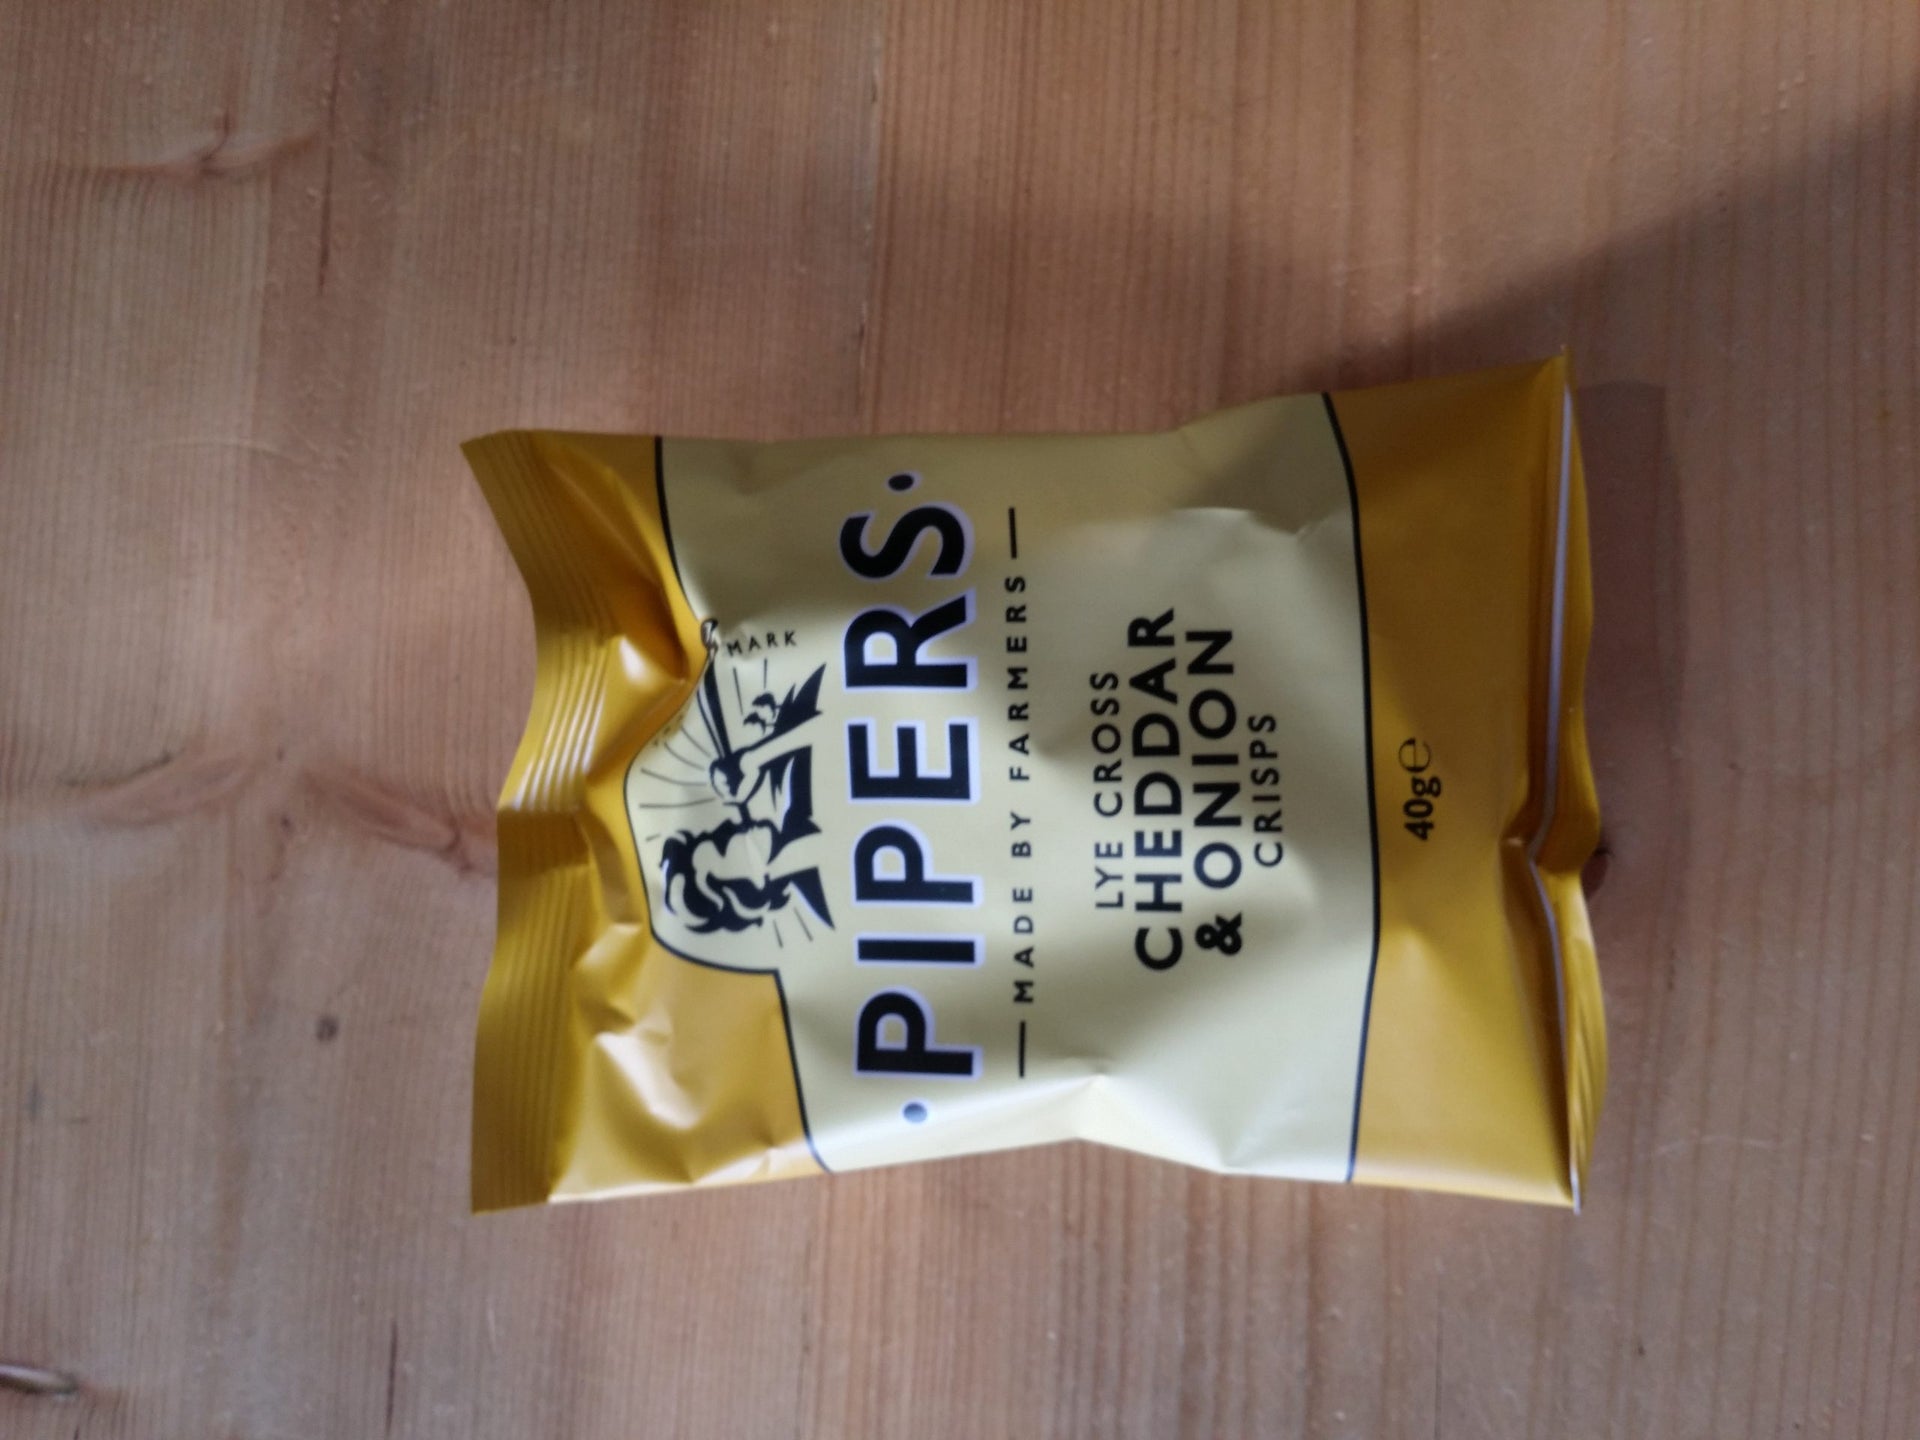 MARK
· PIPERS ·
— MADE BY FARMERS —
LYE CROSS
CHEDDAR
& ONION
CRISPS
40g℮